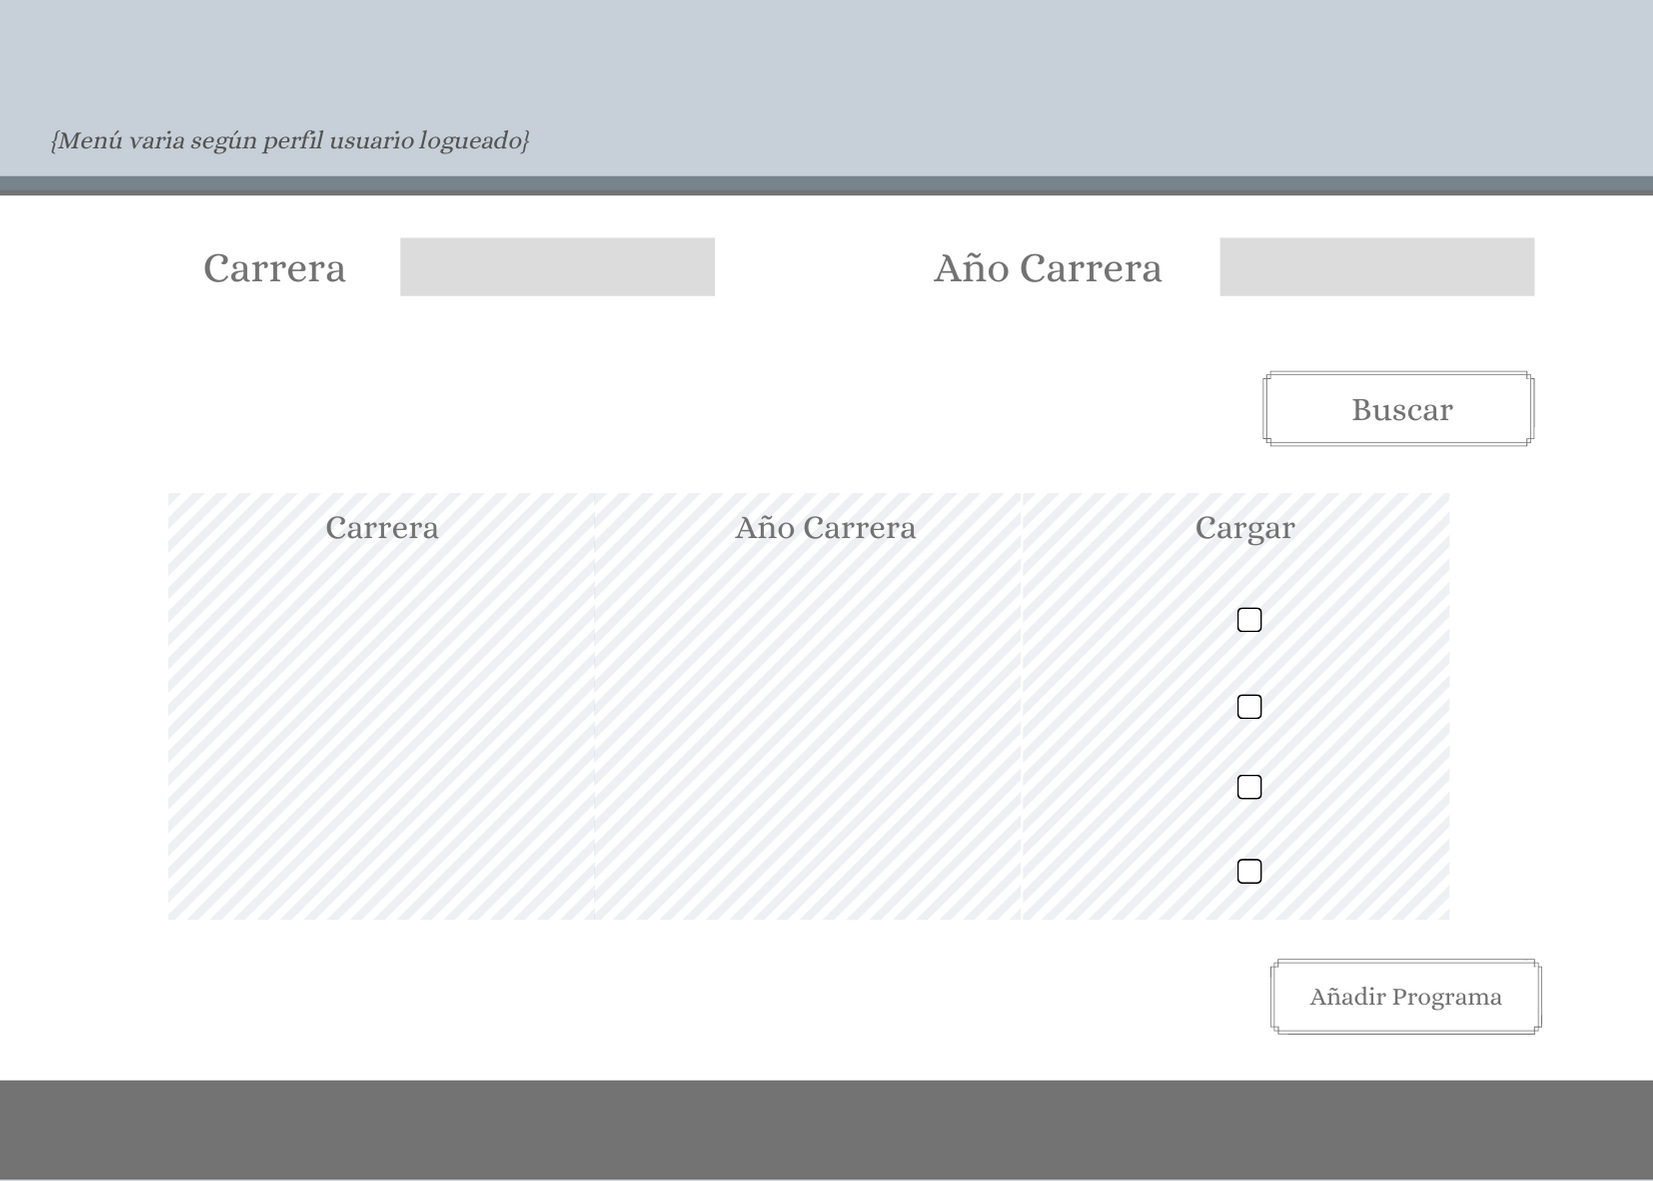 {Menú varia según perfil usuario logueado}
Carrera
Año Carrera
Buscar
Carrera
Año Carrera
Cargar
Añadir Programa